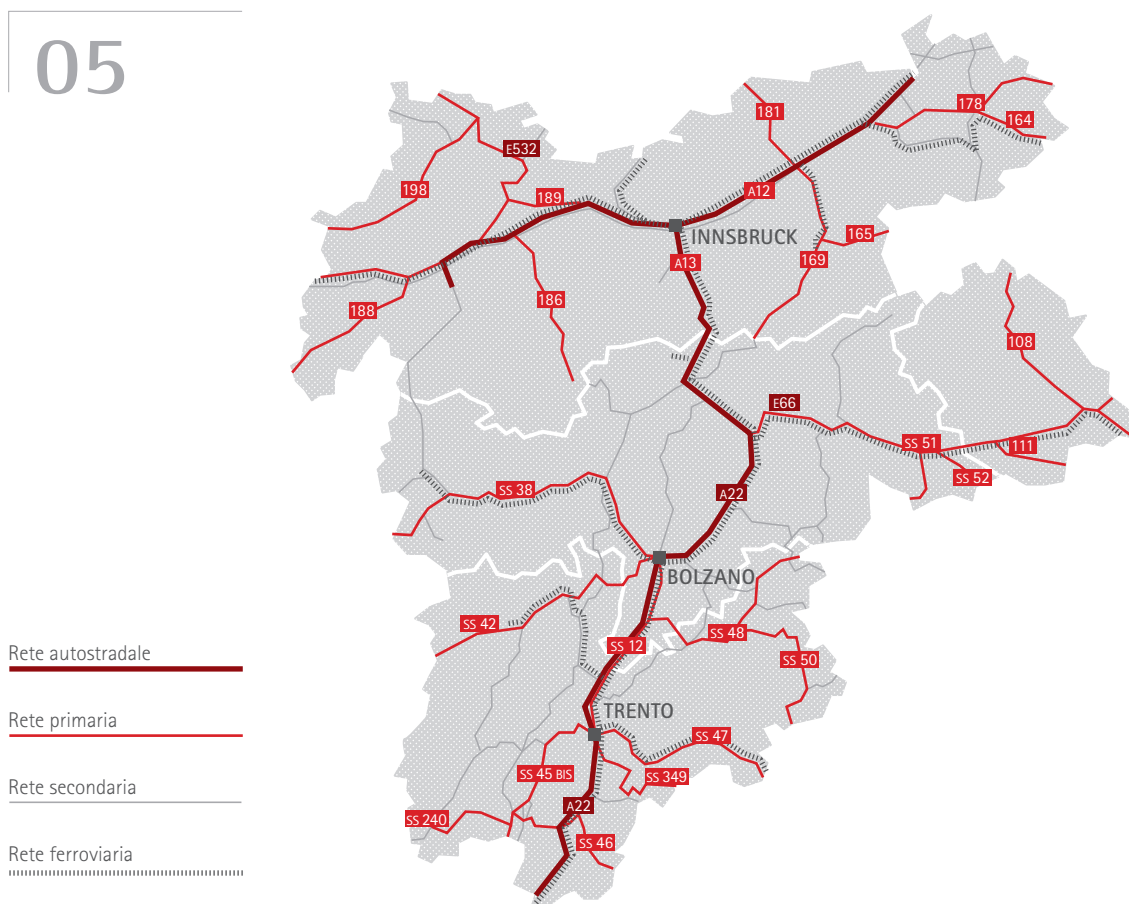 05
181
178
164
E532
198
189
A12
INNSBRUCK
165
A13
169
186
188
108
E66
SS 51
111
SS 52
SS 38
A22
BOLZANO
SS 42
SS 48
SS 12
SS 50
Rete autostradale
TRENTO
Rete primaria
SS 47
SS 45 BIS
SS 349
Rete secondaria
A22
SS 240
SS 46
Rete ferroviaria